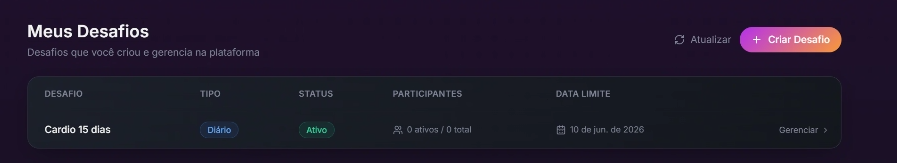 Meus Desafios
Desafios que você criou e gerencia na plataforma
Atualizar
Criar Desafio
DESAFIO TIPO STATUS PARTICIPANTES DATA LIMITE
Cardio 15 dias Diário Ativo 0 ativos / 0 total 10 de jun. de 2026 Gerenciar